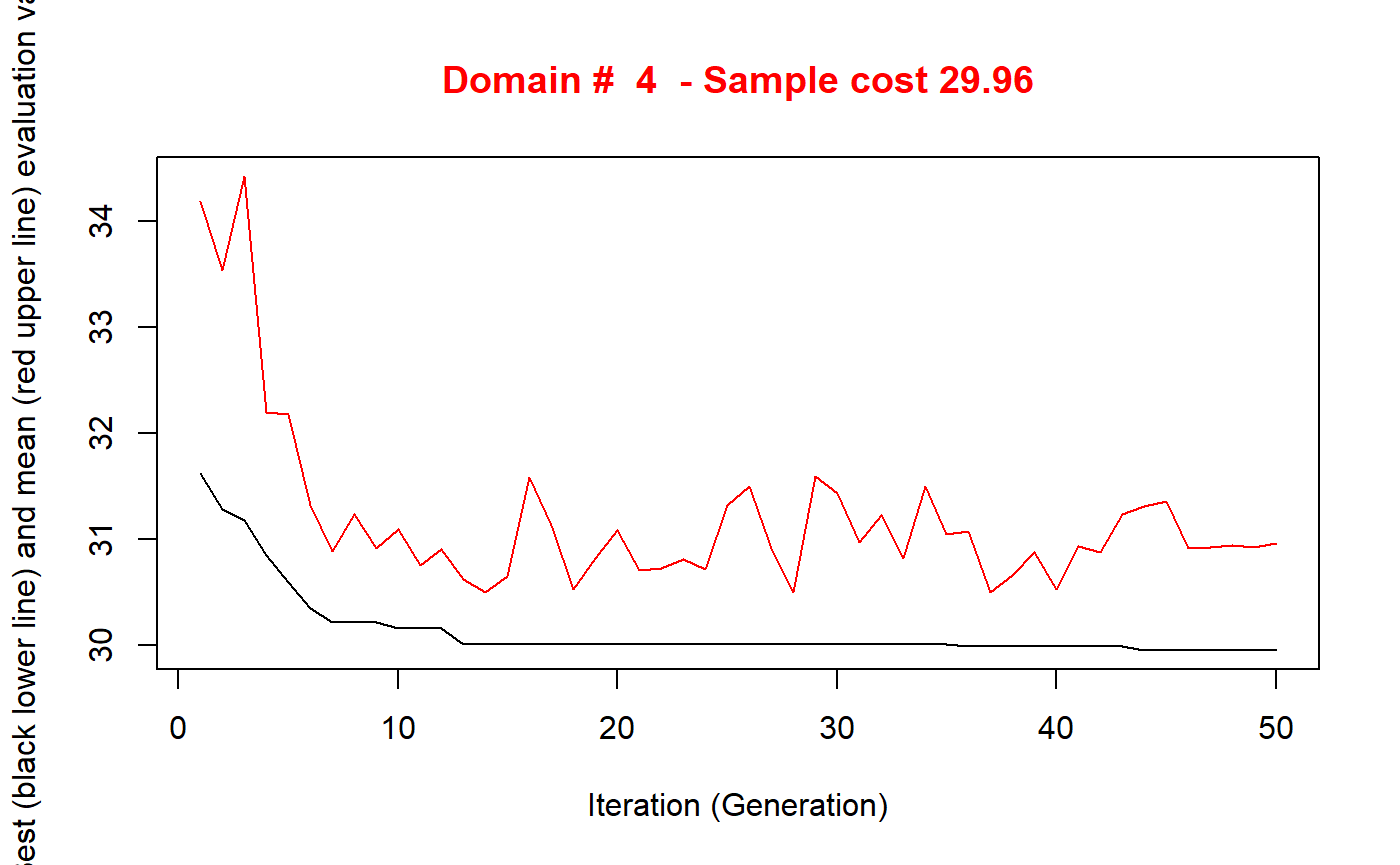 Domain # 4 - Sample cost 29.96
est (black lower line) and mean (red upper line) evaluation va
34
33
32
31
30
0 10 20 30 40 50
Iteration (Generation)